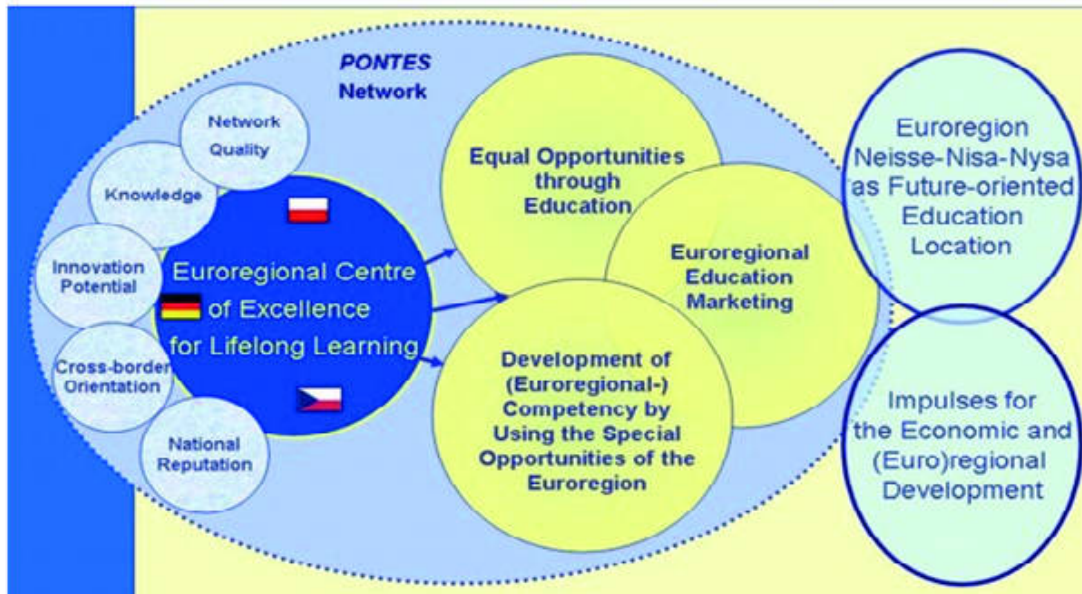 PONTES
Network
Network
Quality
Knowledge
Innovation
Potential
Cross-border
Orientation
National
Reputation
Euroregional Centre
of Excellence
for Lifelong Learning
Equal Opportunities
through
Education
Euroregional
Education
Marketing
Development of
(Euroregional-)
Competency by
Using the Special
Opportunities of the
Euroregion
Euroregion
Neisse-Nisa-Nysa
as Future-oriented
Education
Location
Impulses for
the Economic and
(Euro)regional
Development